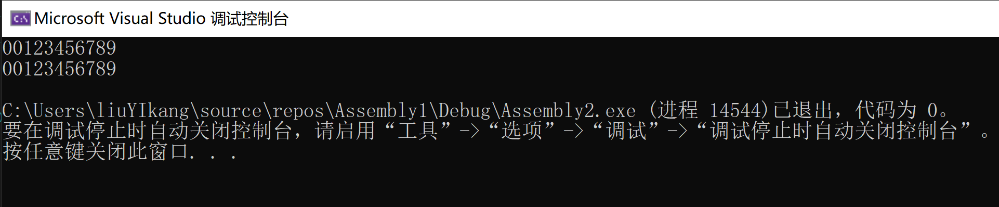 Microsoft Visual Studio 调试控制台
00123456789
00123456789
C:\Users\liuYIkang\source\repos\Assembly1\Debug\Assembly2.exe (进程 14544)已退出，代码为 0。
要在调试停止时自动关闭控制台，请启用“工具”->“选项”->“调试”->“调试停止时自动关闭控制台”。
按任意键关闭此窗口. . .